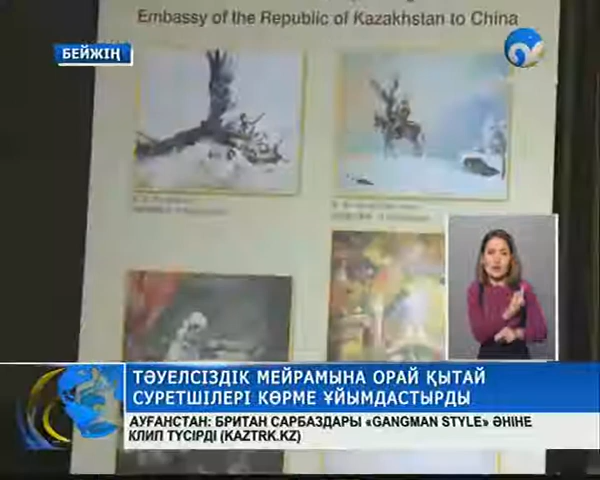 Embassy of the Republic of Kazakhstan to China
БЕЙЖІҢ
ТӘУЕЛСІЗДІК МЕЙРАМЫНА ОРАЙ ҚЫТАЙ
СУРЕТШІЛЕРІ КӨРМЕ ҰЙЫМДАСТЫРДЫ
АУҒАНСТАН: БРИТАН САРБАЗДАРЫ «GANGMAN STYLE» ӘНІНЕ
КЛИП ТҮСІРДІ (KAZTRK.KZ)